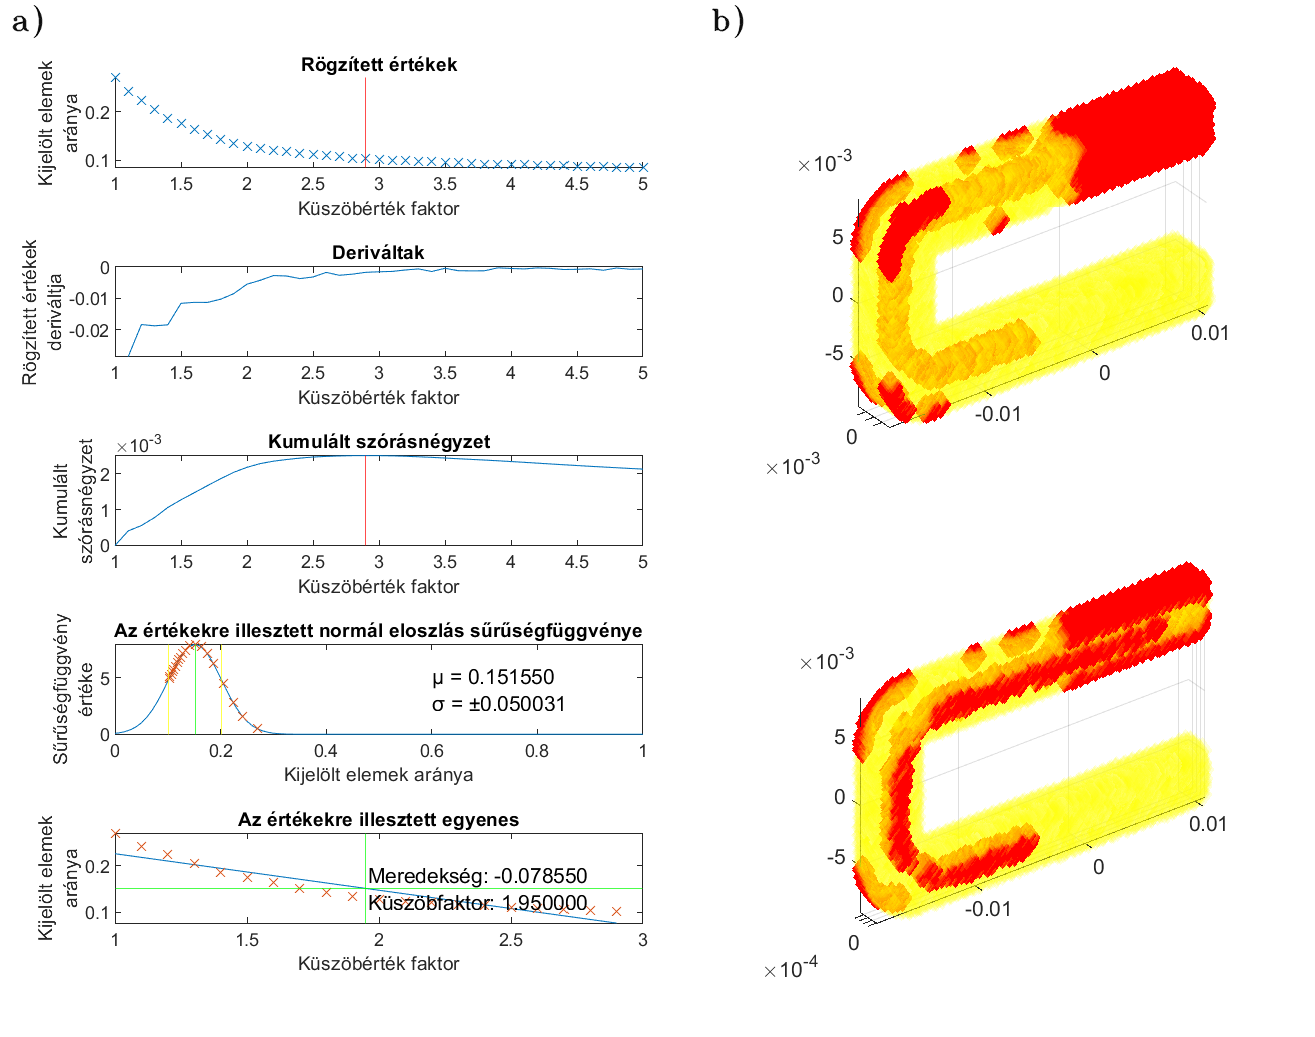 a)
Rögzített értékek
Kijelölt elemek
aránya
0.2
0.1
1 1.5 2 2.5 3 3.5 4 4.5 5
Küszöbérték faktor
Deriváltak
Rögzített értékek
deriváltja
0
-0.01
-0.02
1 1.5 2 2.5 3 3.5 4 4.5 5
Küszöbérték faktor
Kumulált szórásnégyzet
×10-3
Kumulált
szórásnégyzet
2
1
0
1 1.5 2 2.5 3 3.5 4 4.5 5
Küszöbérték faktor
Az értékekre illesztett normál eloszlás sűrűségfüggvénye
Sűrűségfüggvény
értéke
5
0
μ = 0.151550
σ = ±0.050031
0 0.2 0.4 0.6 0.8 1
Kijelölt elemek aránya
Az értékekre illesztett egyenes
Kijelölt elemek
aránya
0.2
0.1
Meredekség: -0.078550
Küszöbfaktor: 1.950000
1 1.5 2 2.5 3
Küszöbérték faktor
b)
×10-3
5
0
-5
0.01
0
-0.01
0
×10-3
×10-3
5
0
-5
0.01
0
-0.01
0
×10-4